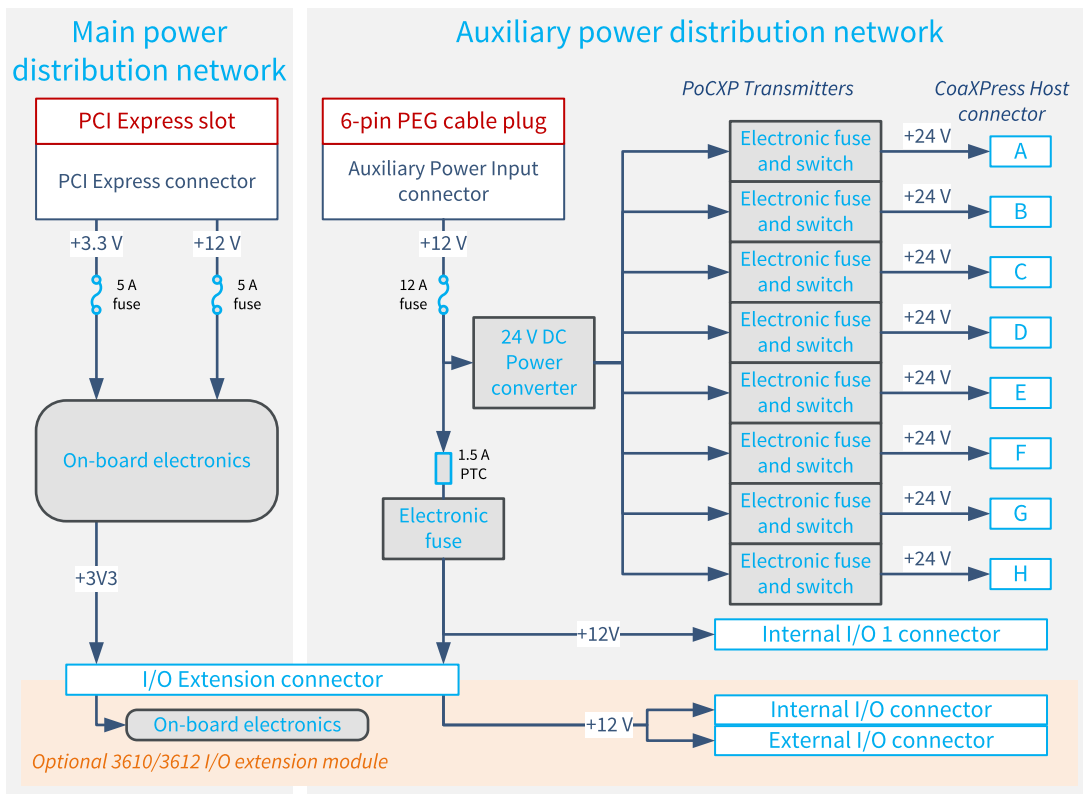 Main power
distribution network
PCI Express slot
PCI Express connector
+3.3 V
+12 V
5 A
fuse
5 A
fuse
On-board electronics
+3V3
Auxiliary power distribution network
6-pin PEG cable plug
Auxiliary Power Input
connector
+12 V
12 A
fuse
24 V DC
Power
converter
1.5 A
PTC
Electronic
fuse
PoCXP Transmitters
CoaXPress Host
connector
Electronic fuse
and switch
+24 V
A
Electronic fuse
and switch
+24 V
B
Electronic fuse
and switch
+24 V
C
Electronic fuse
and switch
+24 V
D
Electronic fuse
and switch
+24 V
E
Electronic fuse
and switch
+24 V
F
Electronic fuse
and switch
+24 V
G
Electronic fuse
and switch
+24 V
H
+12V
Internal I/O 1 connector
I/O Extension connector
On-board electronics
+12 V
Internal I/O connector
External I/O connector
Optional 3610/3612 I/O extension module